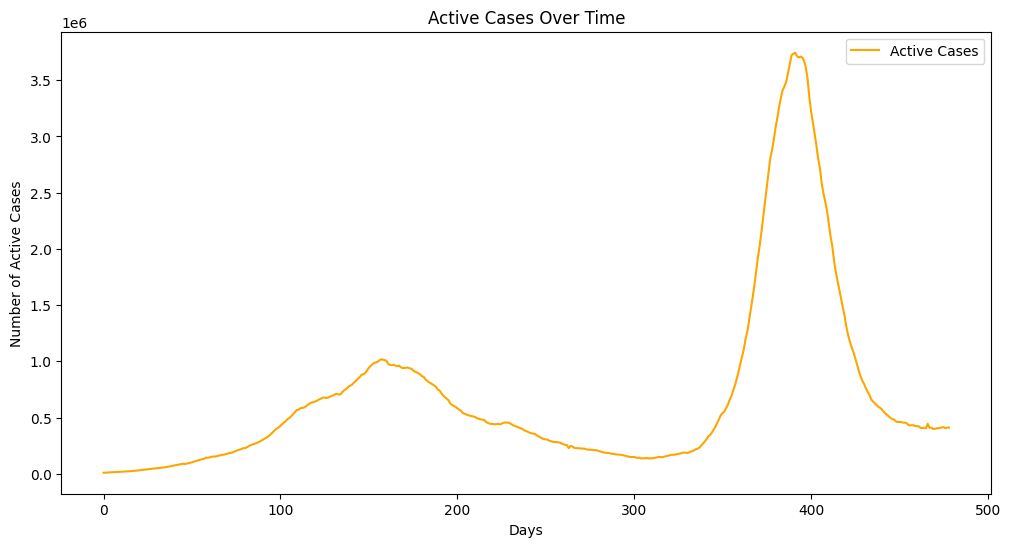 Active Cases Over Time
1e6
Active Cases
3.5
3.0
2.5
2.0
1.5
1.0
0.5
0.0
Number of Active Cases
0 100 200 300 400 500
Days